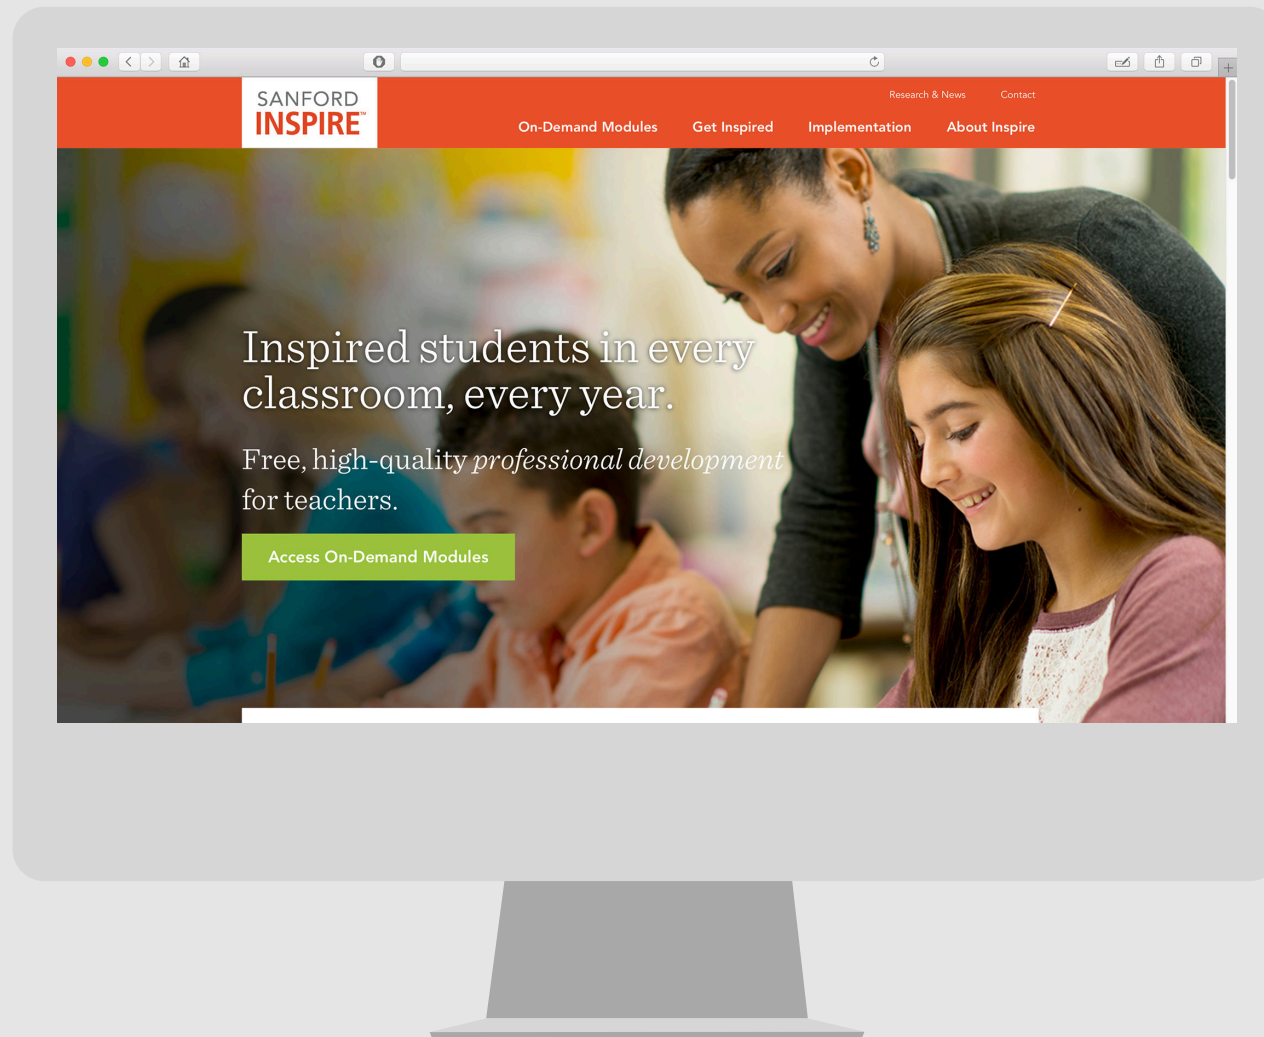 SANFORD
INSPIRE™
Research & News
Contact
On-Demand Modules
Get Inspired
Implementation
About Inspire
Inspired students in every
classroom, every year.
Free, high-quality professional development
for teachers.
Access On-Demand Modules